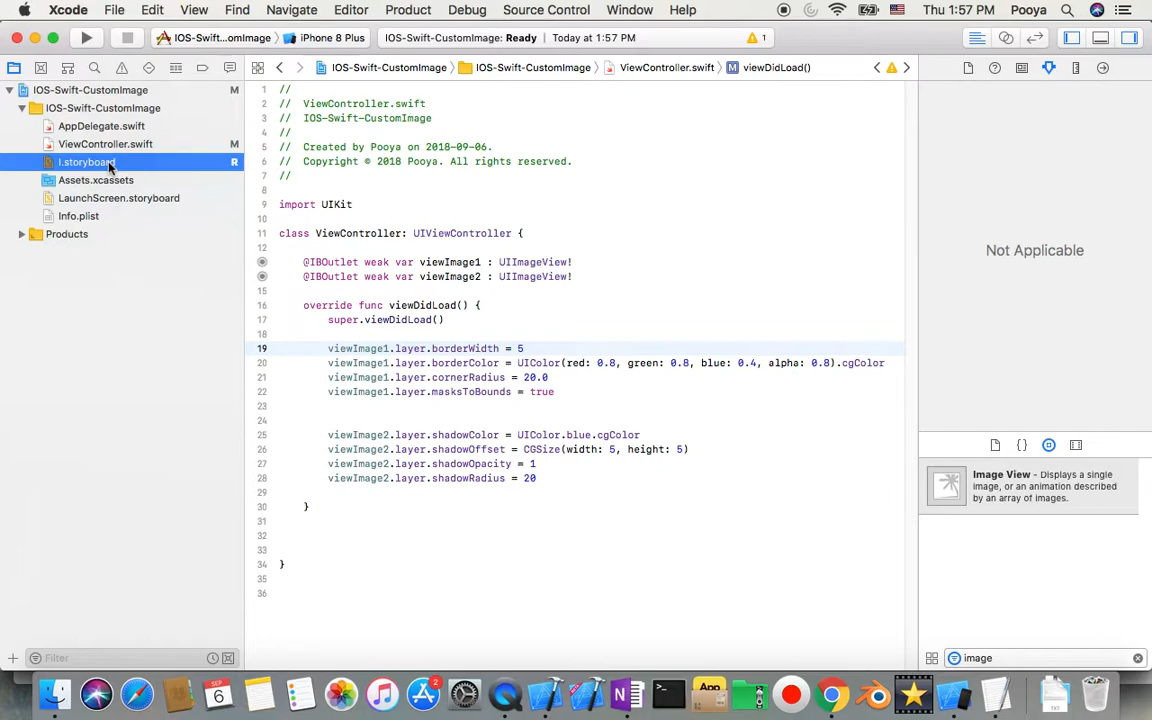 Xcode File Edit View Find Navigate Editor Product Debug Source Control Window Help Thu 1:57 PM Pooya
IOS-Swift...omImage iPhone 8 Plus IOS-Swift-CustomImage: Ready Today at 1:57 PM 1
IOS-Swift-CustomImage IOS-Swift-CustomImage ViewController.swift viewDidLoad()
IOS-Swift-CustomImage M
IOS-Swift-CustomImage
AppDelegate.swift
ViewController.swift M
l.storyboard R
Assets.xcassets
LaunchScreen.storyboard
Info.plist
Products
Filter
1 //
2 // ViewController.swift
3 // IOS-Swift-CustomImage
4 //
5 // Created by Pooya on 2018-09-06.
6 // Copyright © 2018 Pooya. All rights reserved.
7 //
8
9 import UIKit
10
11 class ViewController: UIViewController {
12
@IBOutlet weak var viewImage1 : UIImageView!
@IBOutlet weak var viewImage2 : UIImageView!
15
16 override func viewDidLoad() {
17 super.viewDidLoad()
18
19 viewImage1.layer.borderWidth = 5
20 viewImage1.layer.borderColor = UIColor(red: 0.8, green: 0.8, blue: 0.4, alpha: 0.8).cgColor
21 viewImage1.layer.cornerRadius = 20.0
22 viewImage1.layer.masksToBounds = true
23
24
25 viewImage2.layer.shadowColor = UIColor.blue.cgColor
26 viewImage2.layer.shadowOffset = CGSize(width: 5, height: 5)
27 viewImage2.layer.shadowOpacity = 1
28 viewImage2.layer.shadowRadius = 20
29
30 }
31
32
33
34 }
35
36
Not Applicable
Image View - Displays a single
image, or an animation described
by an array of images.
image
SEP
6
2
App
TXT